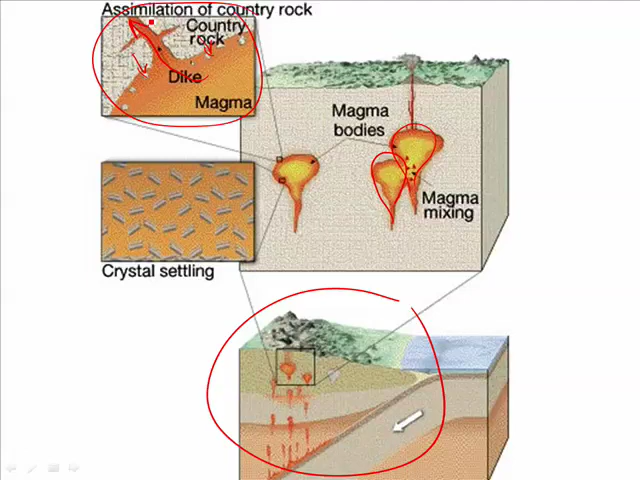 Assimilation of country rock
Country
rock
Dike
Magma
Magma
bodies
Magma
mixing
Crystal settling